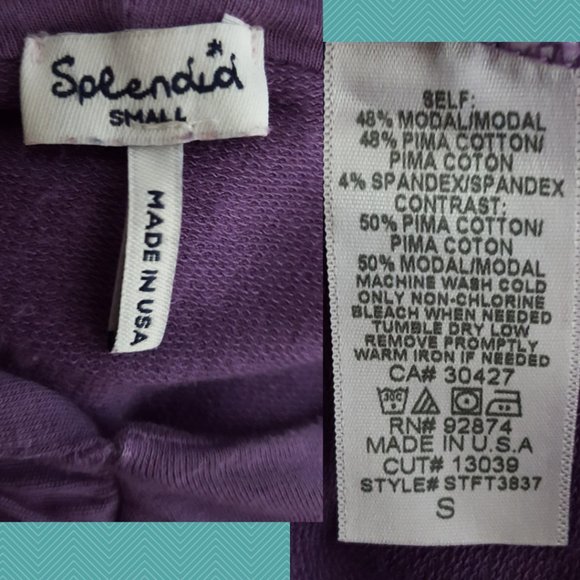 Splendid
SMALL
MADE IN USA
SELF:
48% MODAL/MODAL
48% PIMA COTTON/
PIMA COTON
4% SPANDEX/SPANDEX
CONTRAST:
50% PIMA COTTON/
PIMA COTON
50% MODAL/MODAL
MACHINE WASH COLD
ONLY NON-CHLORINE
BLEACH WHEN NEEDED
TUMBLE DRY LOW
REMOVE PROMPTLY
WARM IRON IF NEEDED
CA# 30427
30C
RN# 92874
MADE IN U.S.A
CUT# 13039
STYLE# STFT3837
S